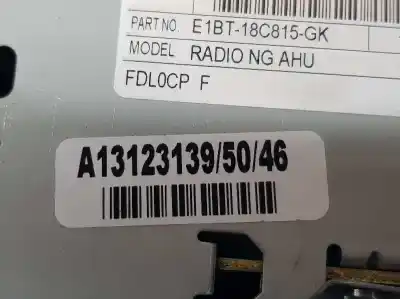 PART NO. E1BT-18C815-GK
MODEL RADIO NG AHU
FDL0CP F
A13123139/50/46